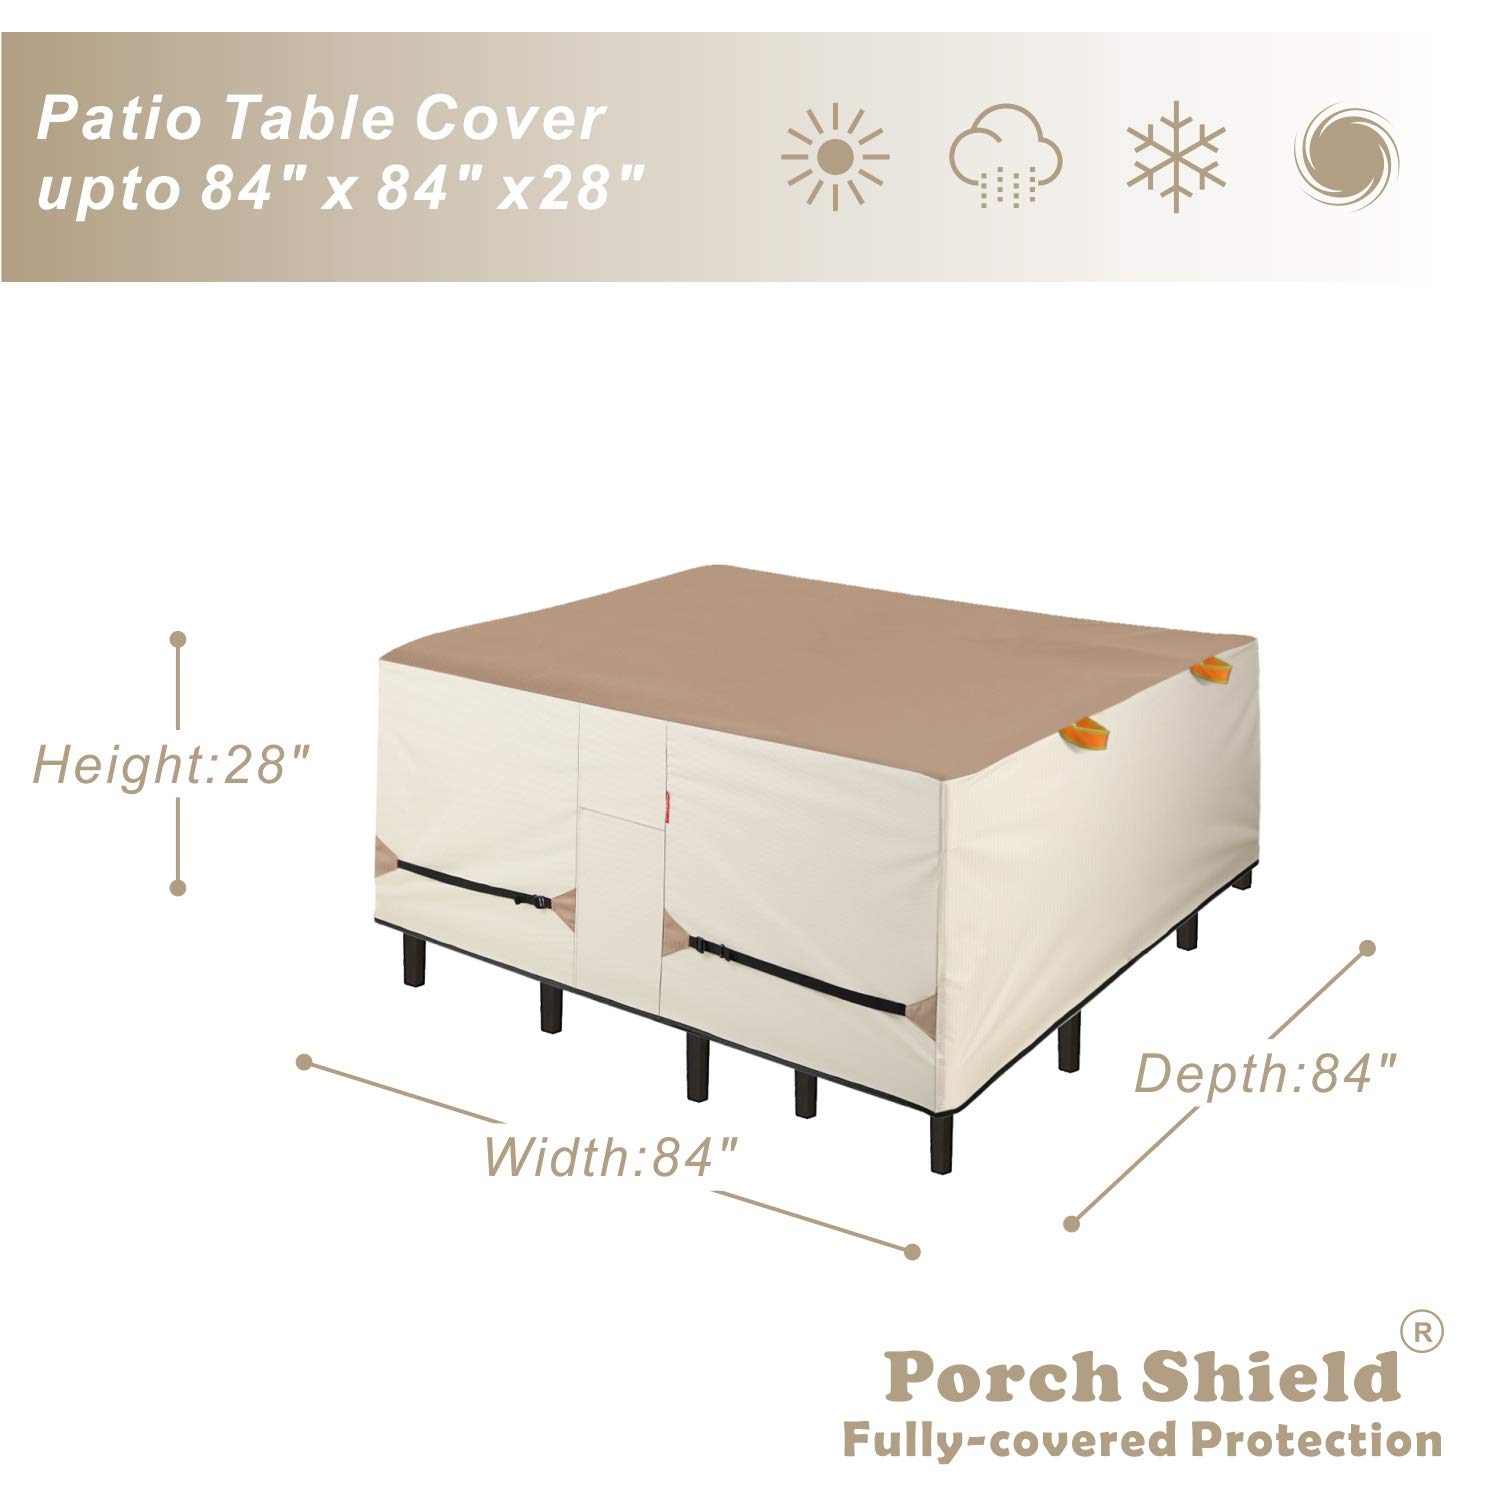 Patio Table Cover
upto 84" x 84" x28"
Height:28"
Depth:84"
Width:84"
Porch Shield®
Fully-covered Protection